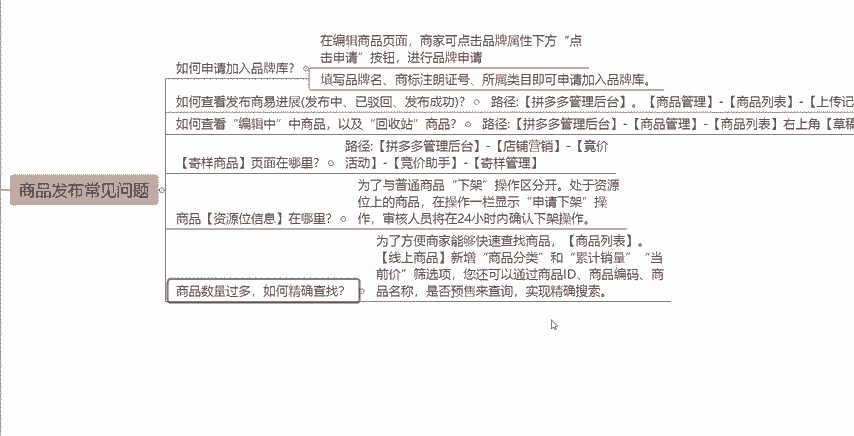 在编辑商品页面，商家可点击品牌属性下方“点
击申请”按钮，进行品牌申请
如何申请加入品牌库？
填写品牌名、商标注朗证号、所属类目即可申请加入品牌库。
如何查看发布商易进展(发布中、已驳回、发布成功)？ 路径:【拼多多管理后台】。【商品管理】-【商品列表】-【上传记
如何查看“编辑中”中商品，以及“回收站”商品？ 路径:【拼多多管理后台】-【商品管理】-【商品列表】右上角【草稿
路径:【拼多多管理后台】-【店铺营销】-【竟价
【寄样商品】页面在哪里？ 活动】-【竞价助手】-【寄样管理】
商品发布常见问题
为了与普通商品“下架”操作区分开。处于资源
位上的商品，在操作一栏显示“申请下架”操
商品【资源位信息】在哪里？ 作，审核人员将在24小时内确认下架操作。
为了方便商家能够快速查找商品，【商品列表】。
【线上商品】新增“商品分类”和“累计销量”“当
前价”筛选项，您还可以通过商品ID、商品编码、商
商品数量过多，如何精确查找？ 品名称，是否预售来查询，实现精确搜索。